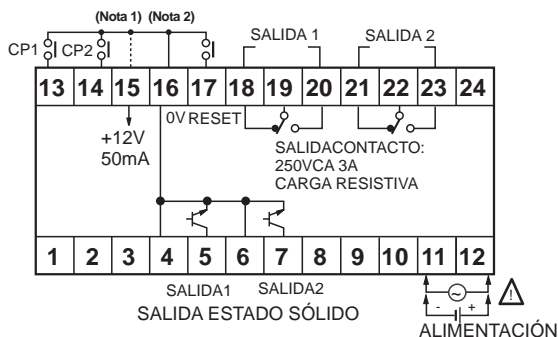 (Nota 1) (Nota 2)
SALIDA 1 SALIDA 2
CP1 CP2
13 14 15 16 17 18 19 20 21 22 23 24
+12V
50mA
0V RESET
SALIDACONTACTO:
250VCA 3A
CARGA RESISTIVA
1 2 3 4 5 6 7 8 9 10 11 12
SALIDA1 SALIDA2
SALIDA ESTADO SÓLIDO
- +
ALIMENTACIÓN